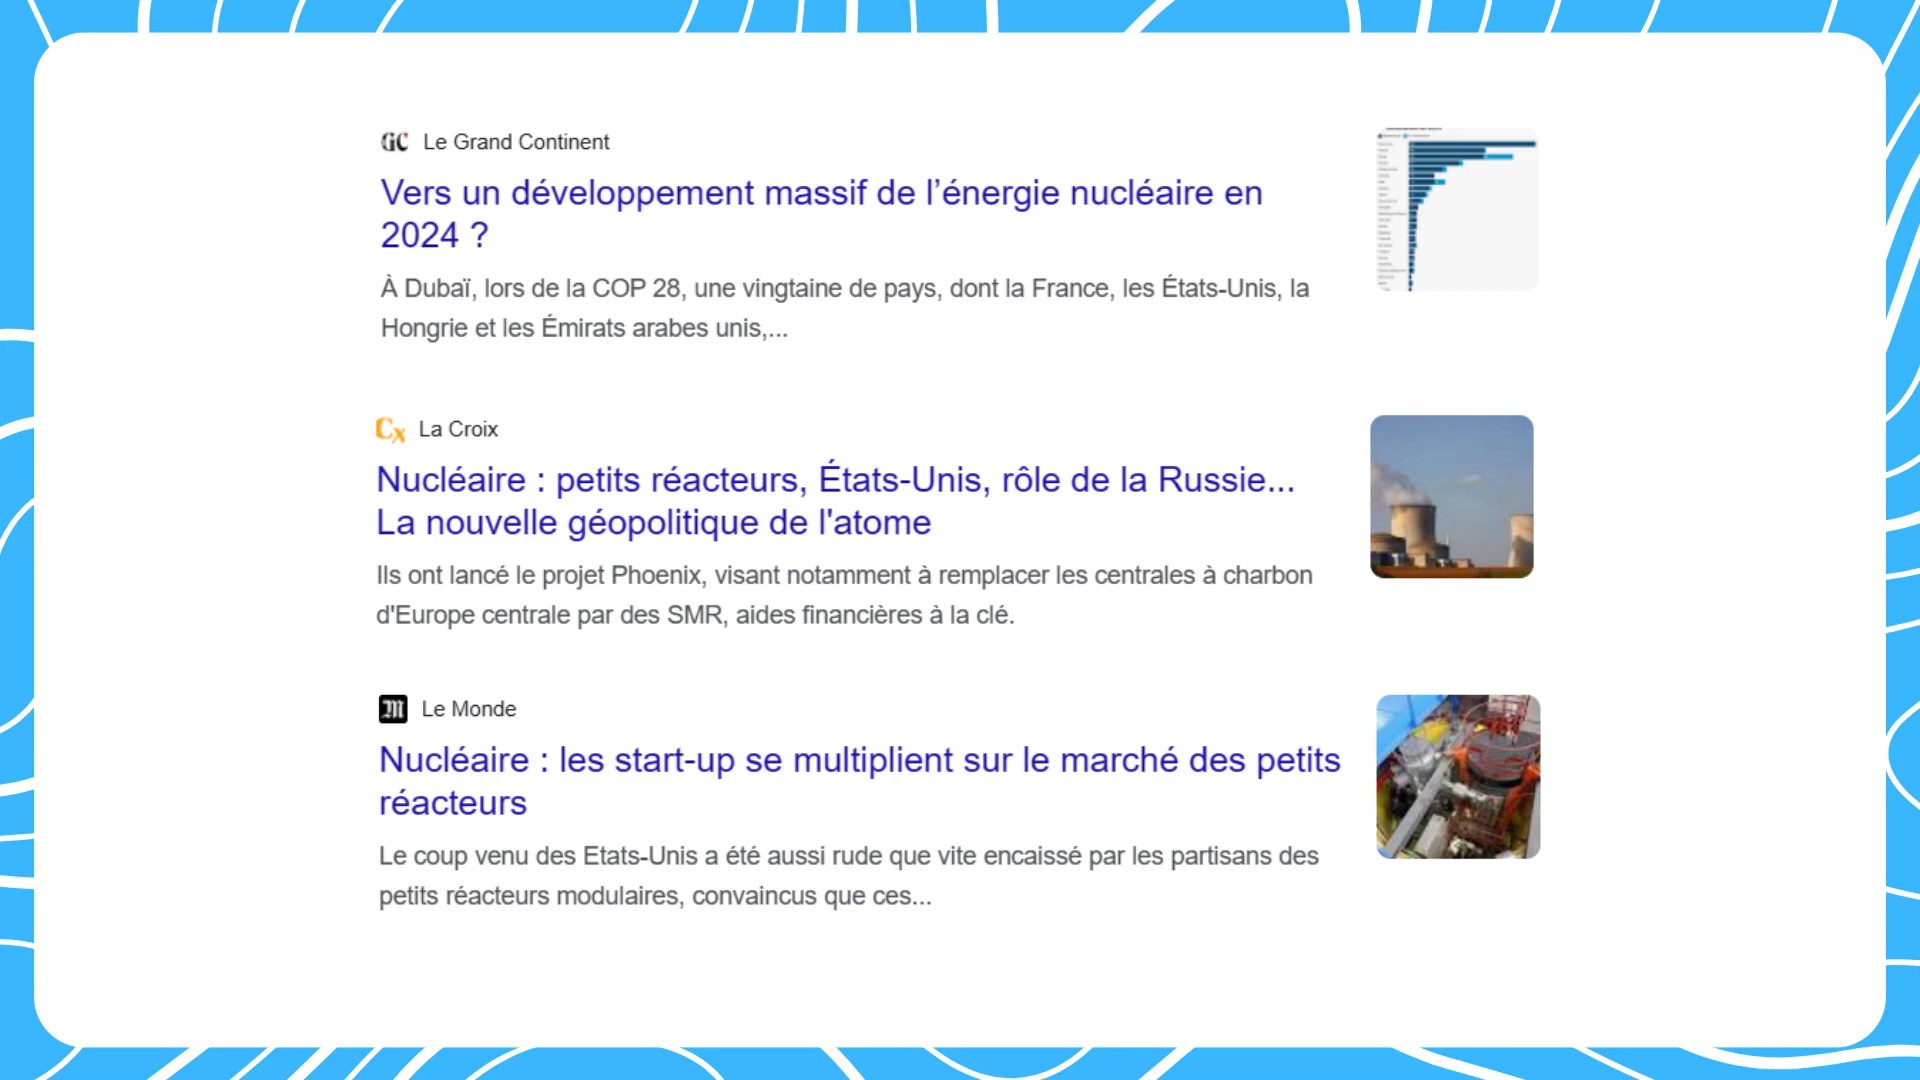 GC Le Grand Continent
Vers un développement massif de l’énergie nucléaire en
2024 ?
À Dubaï, lors de la COP 28, une vingtaine de pays, dont la France, les États-Unis, la
Hongrie et les Émirats arabes unis,...
Cx La Croix
Nucléaire : petits réacteurs, États-Unis, rôle de la Russie...
La nouvelle géopolitique de l'atome
Ils ont lancé le projet Phoenix, visant notamment à remplacer les centrales à charbon
d'Europe centrale par des SMR, aides financières à la clé.
M Le Monde
Nucléaire : les start-up se multiplient sur le marché des petits
réacteurs
Le coup venu des Etats-Unis a été aussi rude que vite encaissé par les partisans des
petits réacteurs modulaires, convaincus que ces...